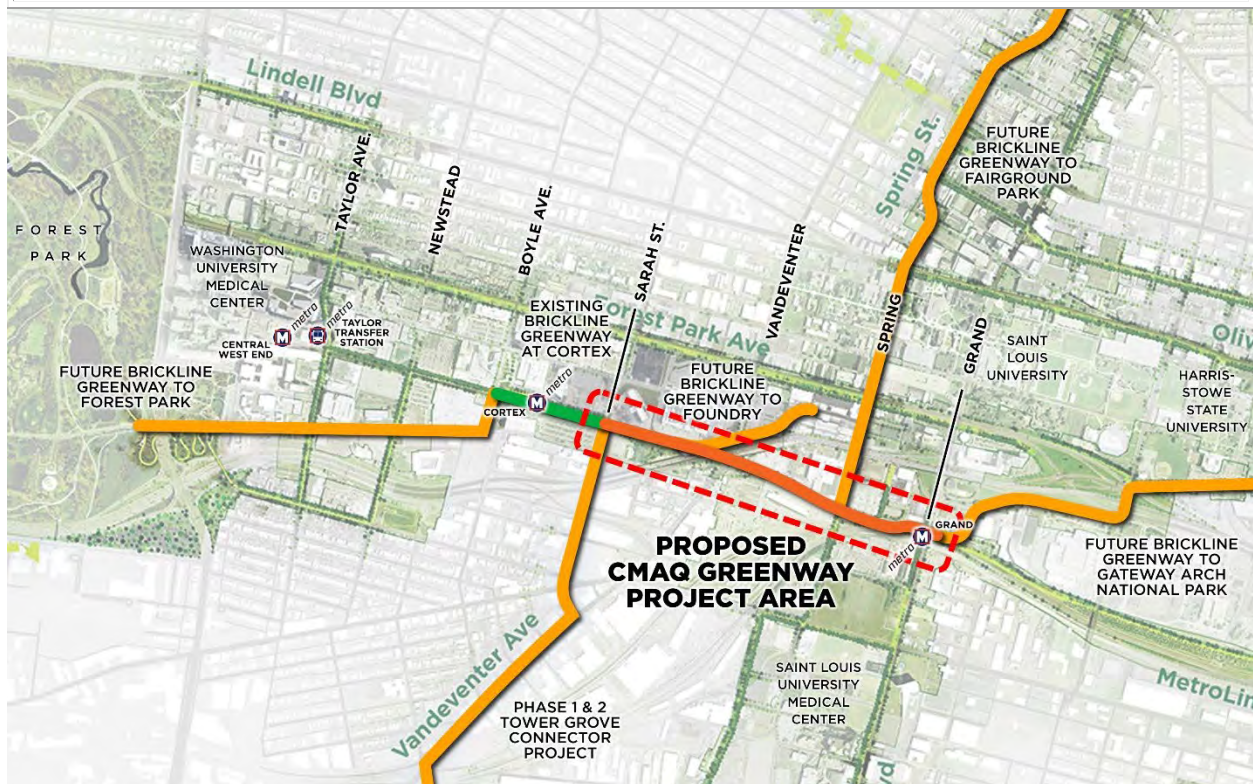 Lindell Blvd
TAYLOR AVE.
NEWSTEAD
BOYLE AVE.
SARAH ST.
VANDEVENTER
Spring St.
FUTURE
BRICKLINE
GREENWAY TO
FAIRGROUND
PARK
FOREST
PARK
WASHINGTON
UNIVERSITY
MEDICAL
CENTER
M metro
CENTRAL
WEST END
metro
TAYLOR
TRANSFER
STATION
EXISTING
BRICKLINE
GREENWAY
AT CORTEX
Forest Park Ave
SPRING
GRAND
SAINT
LOUIS
UNIVERSITY
Oliv
HARRIS-
STOWE
STATE
UNIVERSITY
FUTURE BRICKLINE
GREENWAY TO
FOREST PARK
CORTEX
M metro
FUTURE
BRICKLINE
GREENWAY TO
FOUNDRY
GRAND
M
metro
PROPOSED
CMAQ GREENWAY
PROJECT AREA
FUTURE BRICKLINE
GREENWAY TO
GATEWAY ARCH
NATIONAL PARK
Vandeventer Ave
PHASE 1 & 2
TOWER GROVE
CONNECTOR
PROJECT
SAINT LOUIS
UNIVERSITY
MEDICAL
CENTER
MetroLin
vd